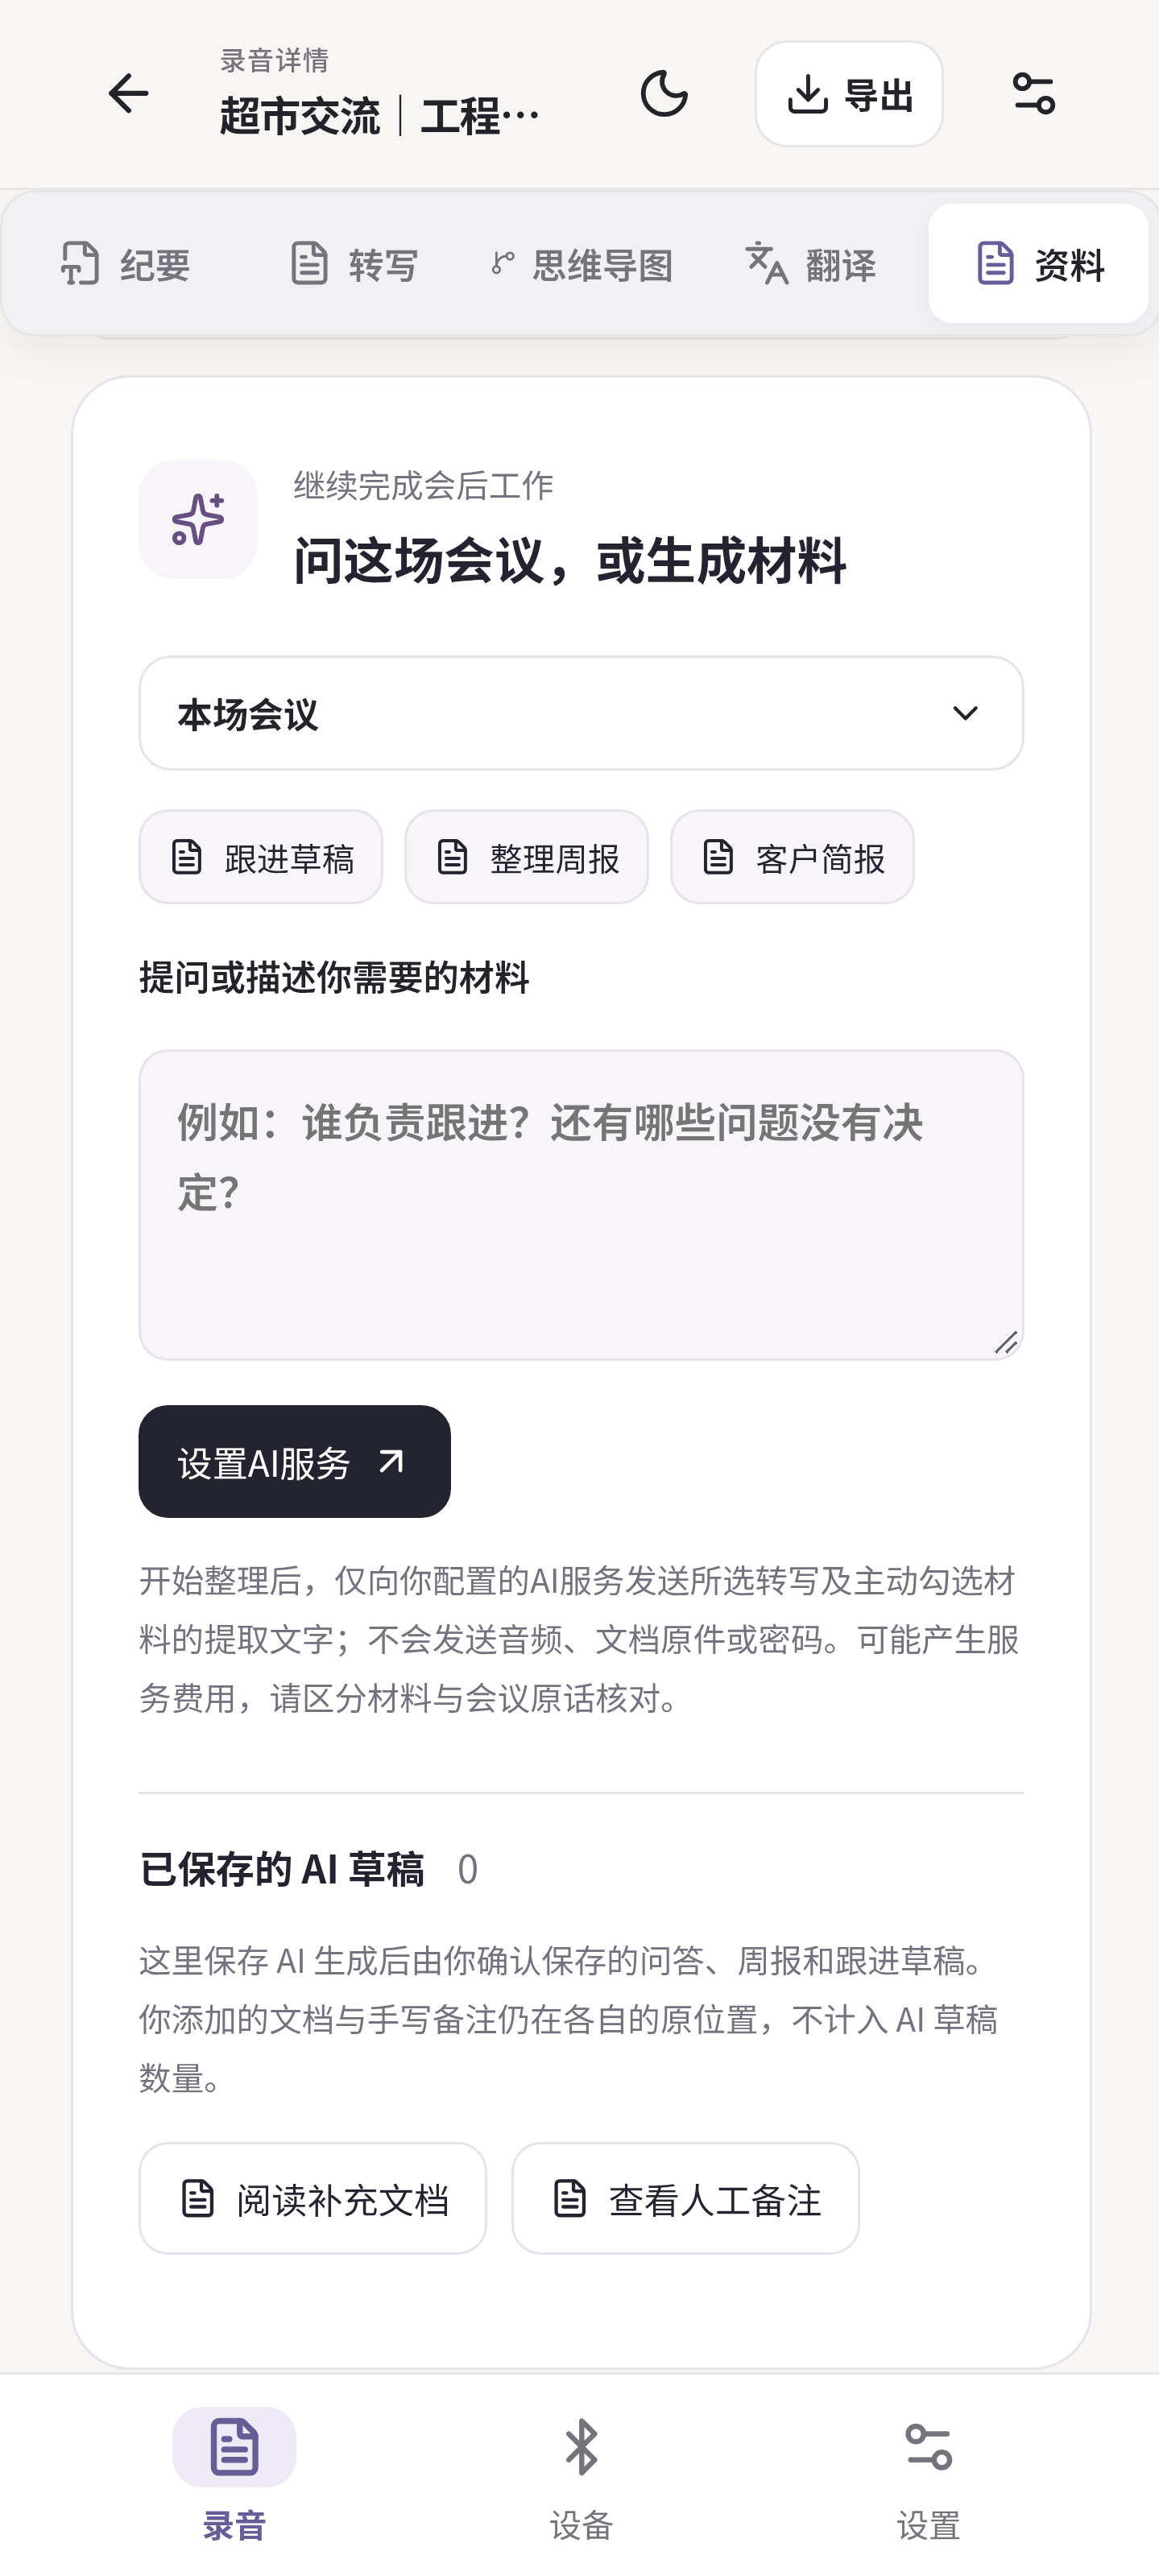 录音详情
超市交流｜工程…
导出
纪要
转写
思维导图
翻译
资料
继续完成会后工作
问这场会议，或生成材料
本场会议
跟进草稿
整理周报
客户简报
提问或描述你需要的材料
例如：谁负责跟进？还有哪些问题没有决
定？
设置AI服务
开始整理后，仅向你配置的AI服务发送所选转写及主动勾选材
料的提取文字；不会发送音频、文档原件或密码。可能产生服
务费用，请区分材料与会议原话核对。
已保存的 AI 草稿 0
这里保存 AI 生成后由你确认保存的问答、周报和跟进草稿。
你添加的文档与手写备注仍在各自的原位置，不计入 AI 草稿
数量。
阅读补充文档
查看人工备注
录音
设备
设置